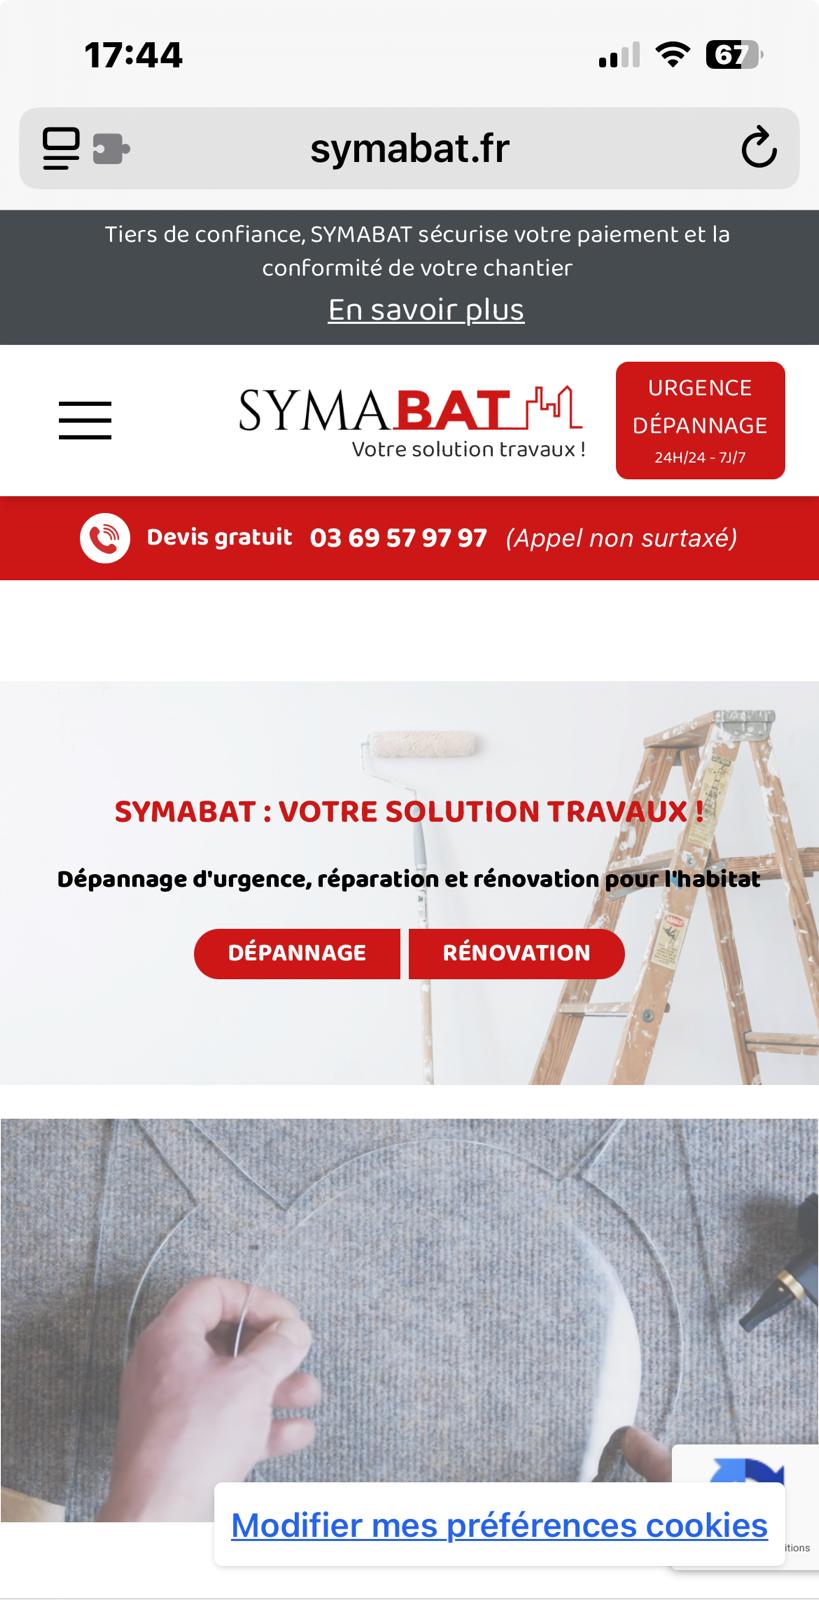 17:44
67
symabat.fr
Tiers de confiance, SYMABAT sécurise votre paiement et la
conformité de votre chantier
En savoir plus
SYMABAT
Votre solution travaux !
URGENCE
DÉPANNAGE
24H/24 - 7J/7
Devis gratuit 03 69 57 97 97 (Appel non surtaxé)
SYMABAT : VOTRE SOLUTION TRAVAUX !
Dépannage d'urgence, réparation et rénovation pour l'habitat
DÉPANNAGE
RÉNOVATION
Modifier mes préférences cookies